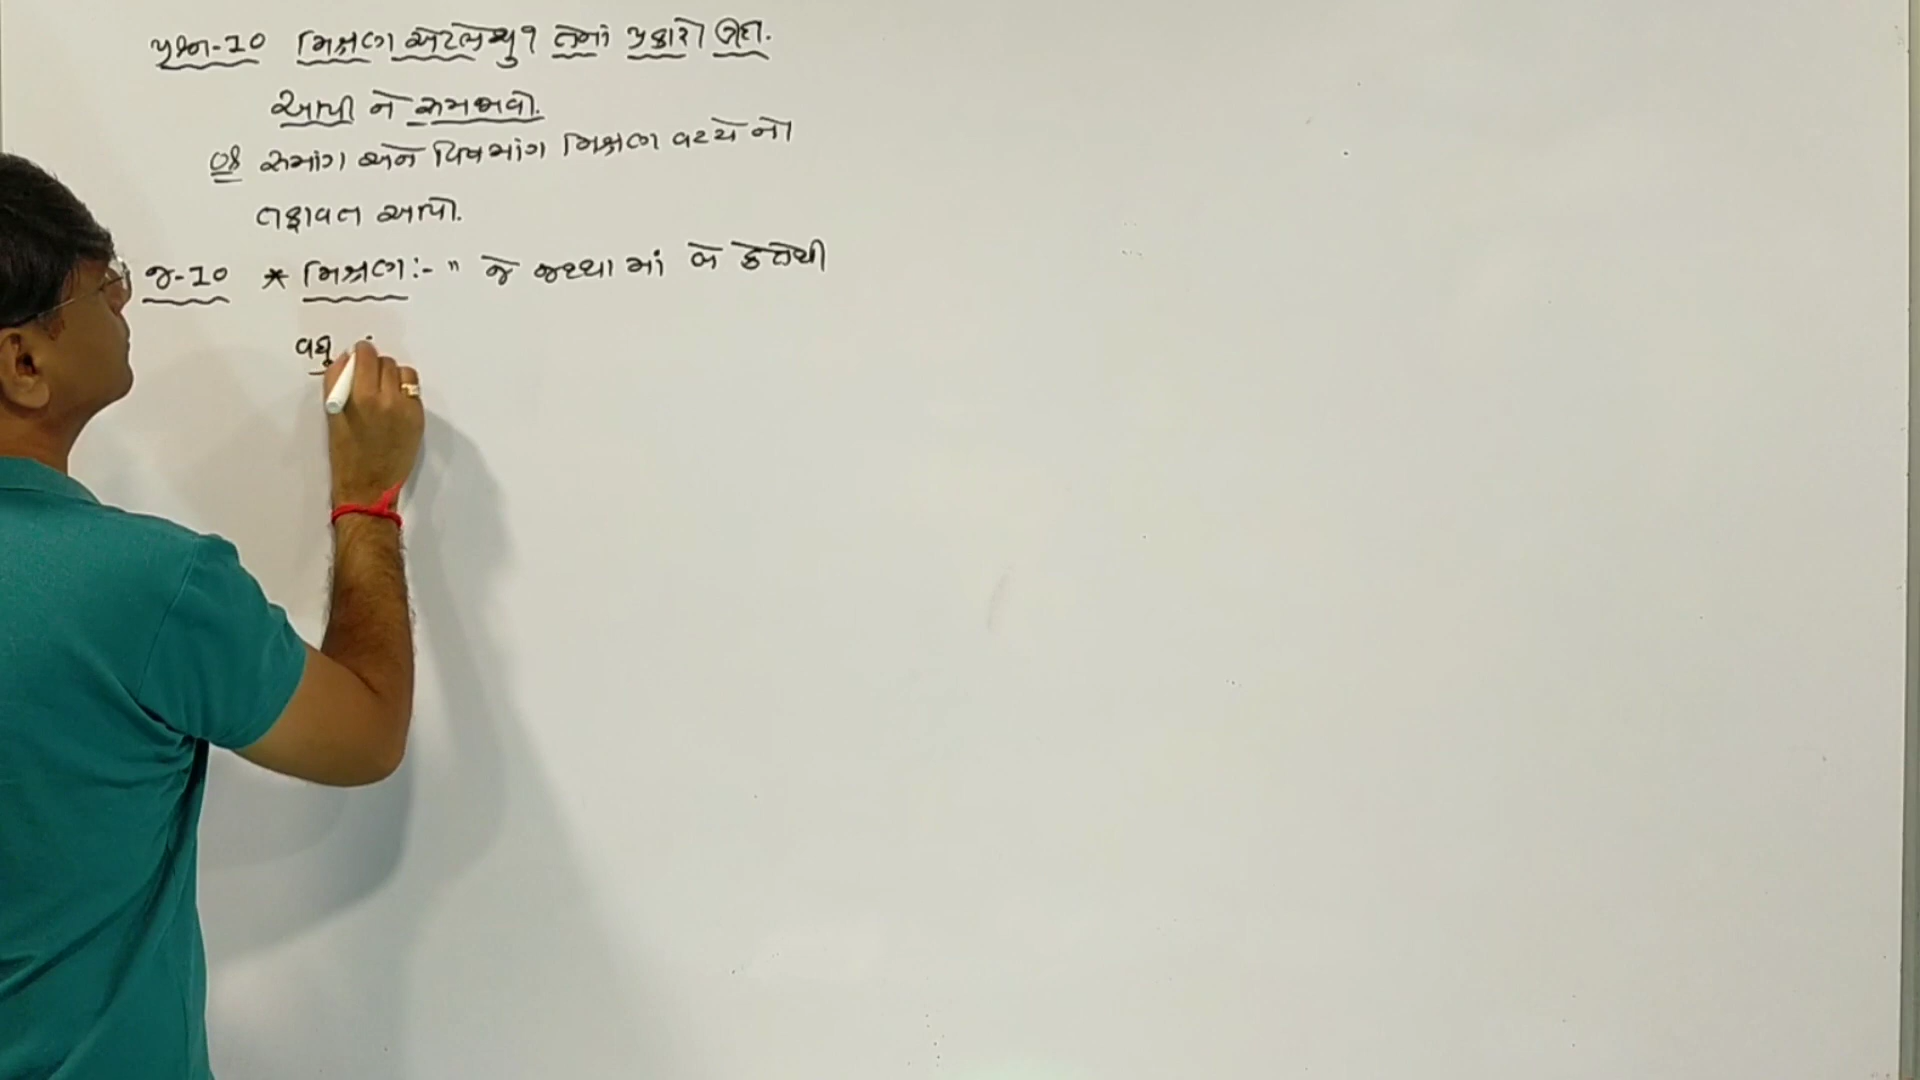 પ્રશ્ન-10 મિશ્રણ એટલે શુ? તેનાં પ્રકારો ઉદા.
આપી ને સમજાવો.
OR સમાંગ અને વિષમાંગ મિશ્રણ વચ્ચે નો
તફાવત આપો.
જ-10 * મિશ્રણ:- " જે જથ્થા માં બે કે તેથી
વધુ